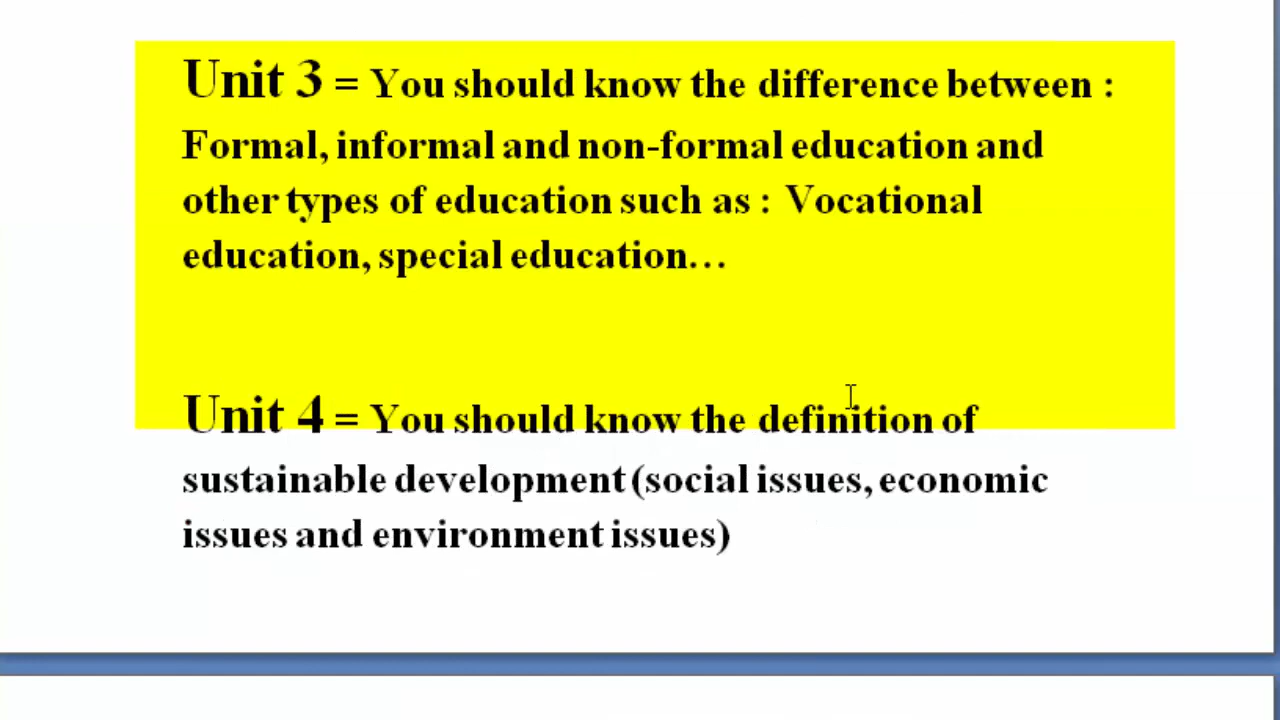 Unit 3 = You should know the difference between :
Formal, informal and non-formal education and
other types of education such as : Vocational
education, special education…
Unit 4 = You should know the definition of
sustainable development (social issues, economic
issues and environment issues)